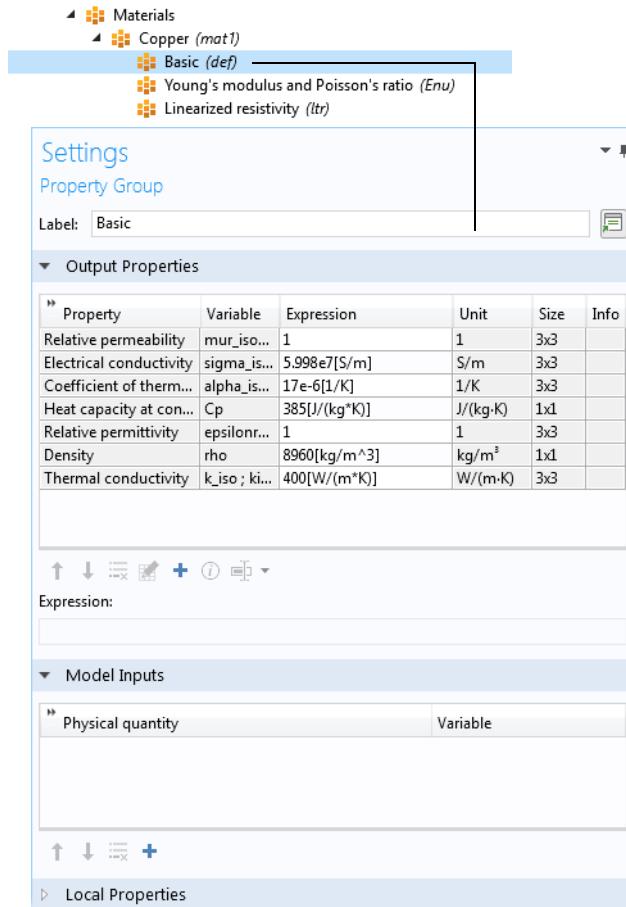 Materials
Copper (mat1)
Basic (def)
Young's modulus and Poisson's ratio (Enu)
Linearized resistivity (ltr)
Settings
Property Group
Label: Basic
Output Properties
Property Variable Expression Unit Size Info
Relative permeability mur_iso... 1 1 3x3
Electrical conductivity sigma_is... 5.998e7[S/m] S/m 3x3
Coefficient of therm... alpha_is... 17e-6[1/K] 1/K 3x3
Heat capacity at con... Cp 385[J/(kg*K)] J/(kg·K) 1x1
Relative permittivity epsilonr... 1 1 3x3
Density rho 8960[kg/m^3] kg/m³ 1x1
Thermal conductivity k_iso ; ki... 400[W/(m*K)] W/(m·K) 3x3
Expression:
Model Inputs
Physical quantity Variable
Local Properties